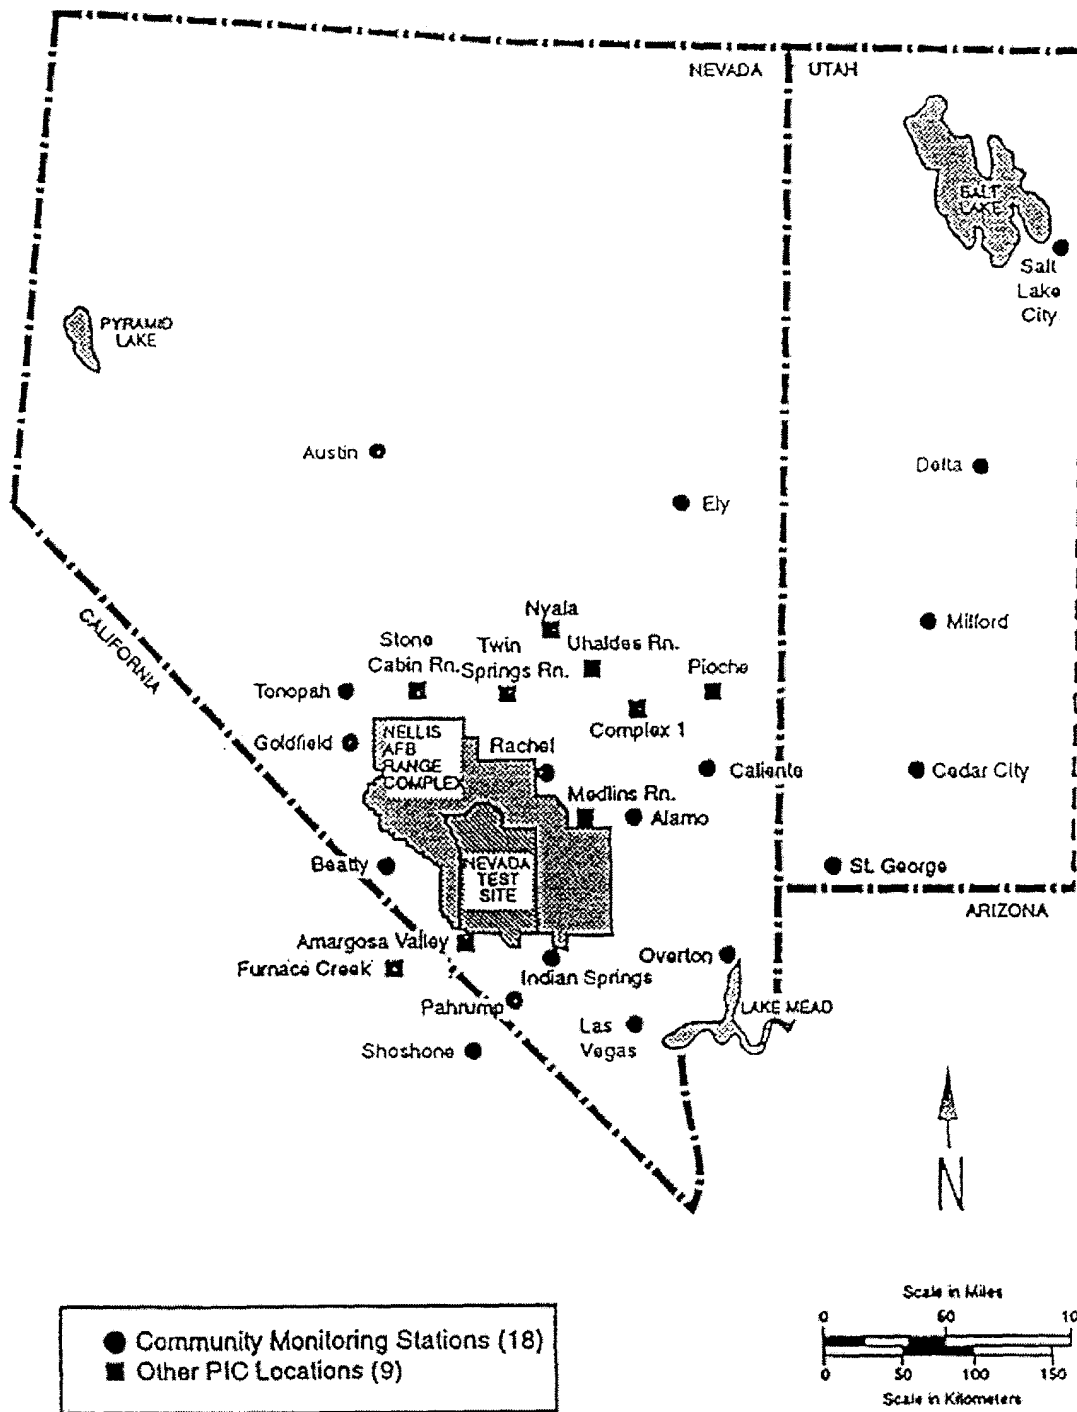 NEVADA
UTAH
SALT
LAKE
Salt
Lake
City
PYRAMID
LAKE
Austin
Delta
Ely
CALIFORNIA
Nyala
Milford
Stone
Cabin Rn.
Twin
Springs Rn.
Uhaldes Rn.
Pioche
Tonopah
Complex 1
Goldfield
NELLIS
AFB
RANGE
COMPLEX
Rachel
Caliente
Cedar City
Medlins Rn.
Alamo
Beatty
NEVADA
TEST
SITE
St. George
ARIZONA
Amargosa Valley
Furnace Creek
Indian Springs
Overton
Pahrump
LAKE MEAD
Las
Vegas
Shoshone
N
Community Monitoring Stations (18)
Other PIC Locations (9)
Scale in Miles
0 50 10
0 50 100 150
Scale in Kilometers